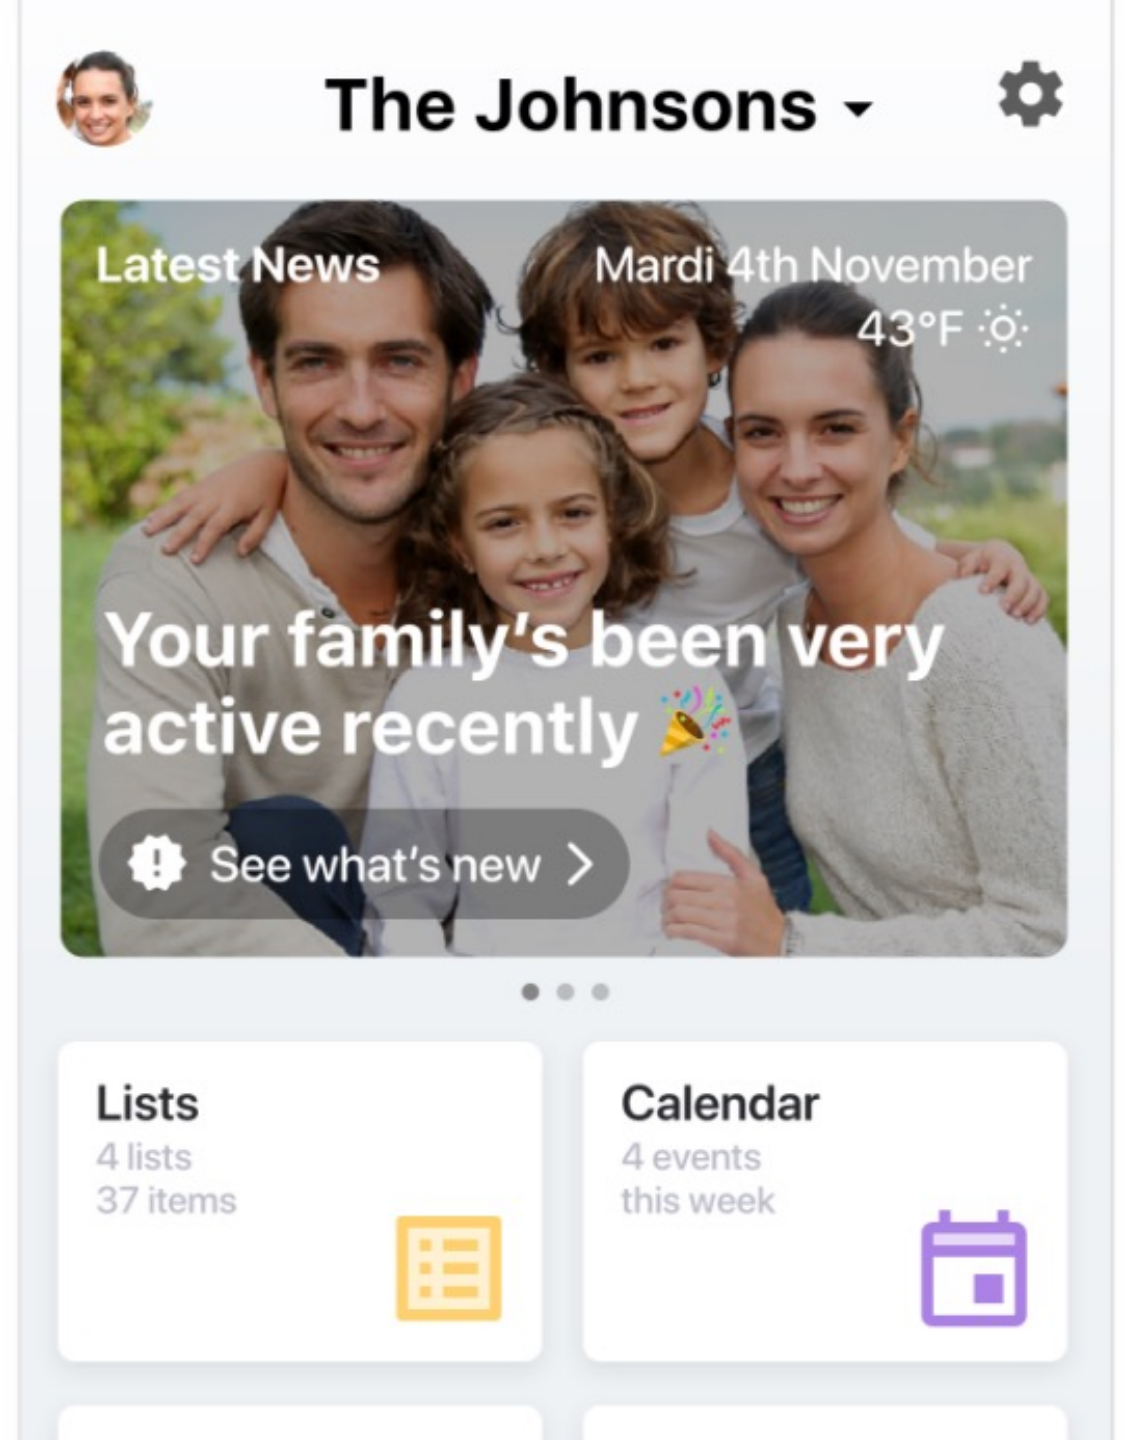 The Johnsons
Latest News
Mardi 4th November
43°F
Your family’s been very
active recently 🎉
See what’s new
Lists
4 lists
37 items
Calendar
4 events
this week